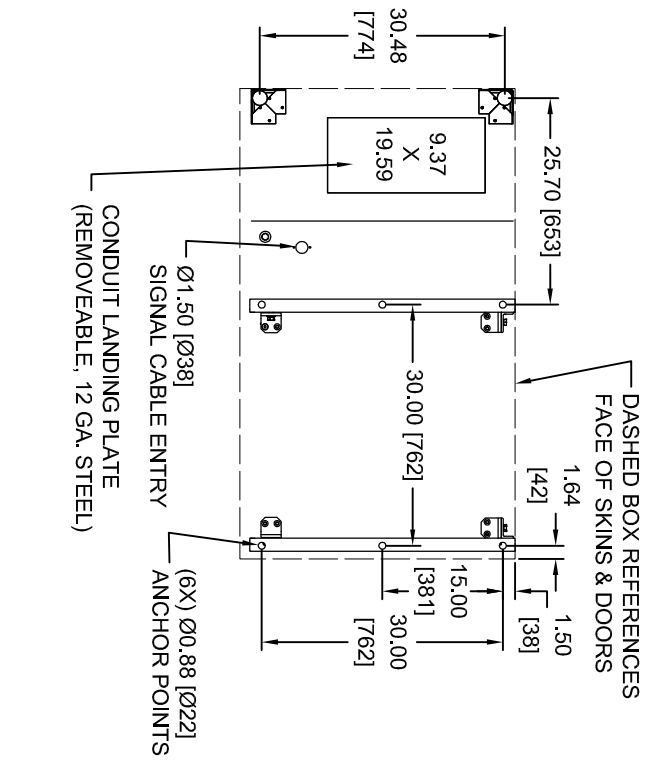 DASHED BOX REFERENCES
FACE OF SKINS & DOORS
1.64
[42]
1.50
[38]
30.48
[774]
25.70 [653]
9.37
X
19.59
30.00 [762]
15.00
[381]
30.00
[762]
Ø1.50 [Ø38]
SIGNAL CABLE ENTRY
CONDUIT LANDING PLATE
(REMOVEABLE, 12 GA. STEEL)
(6X) Ø0.88 [Ø22]
ANCHOR POINTS